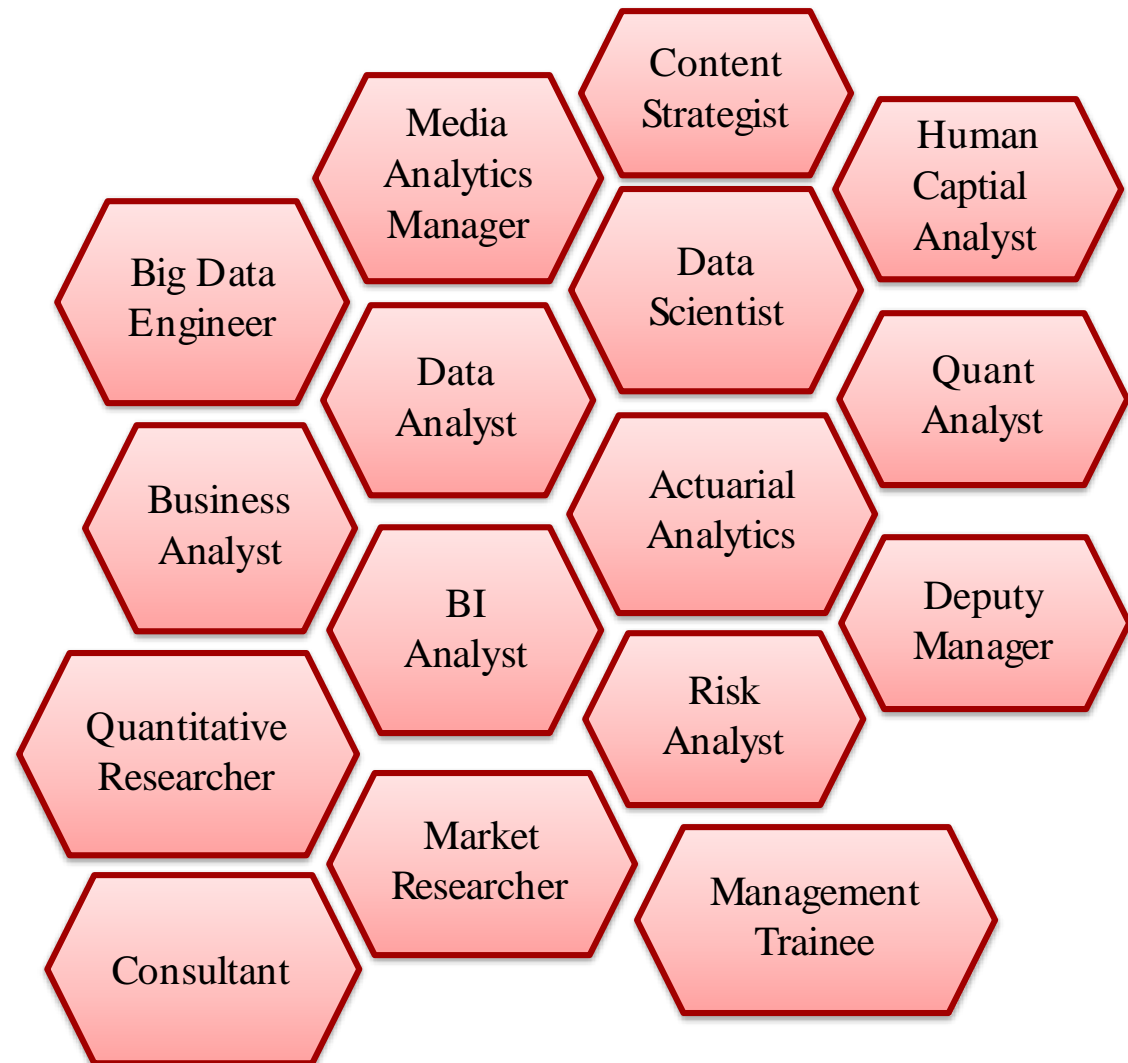 Content
Strategist
Media
Analytics
Manager
Human
Captial
Analyst
Big Data
Engineer
Data
Scientist
Data
Analyst
Quant
Analyst
Business
Analyst
Actuarial
Analytics
BI
Analyst
Deputy
Manager
Quantitative
Researcher
Risk
Analyst
Market
Researcher
Management
Trainee
Consultant